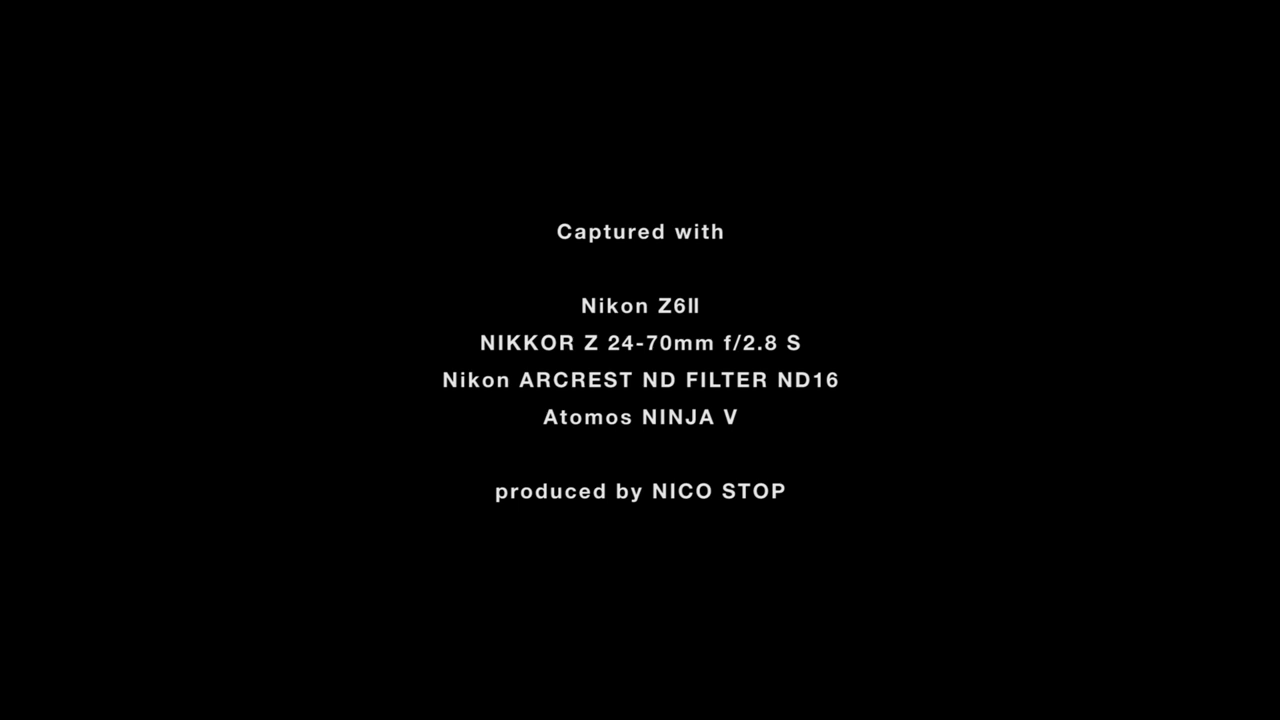 Captured with
Nikon Z6II
NIKKOR Z 24-70mm f/2.8 S
Nikon ARCREST ND FILTER ND16
Atomos NINJA V
produced by NICO STOP